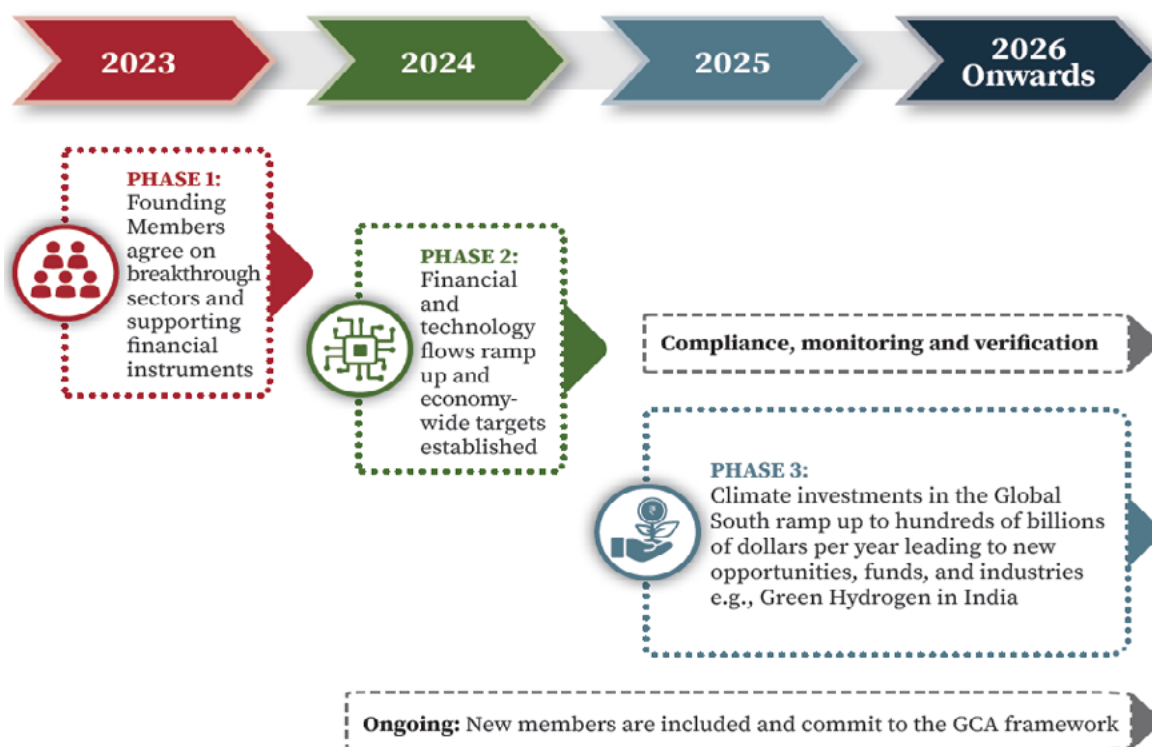 2023
2024
2025
2026
Onwards
PHASE 1:
Founding
Members
agree on
breakthrough
sectors and
supporting
financial
instruments
PHASE 2:
Financial
and
technology
flows ramp
up and
economy-
wide targets
established
Compliance, monitoring and verification
PHASE 3:
Climate investments in the Global
South ramp up to hundreds of billions
of dollars per year leading to new
opportunities, funds, and industries
e.g., Green Hydrogen in India
₹
Ongoing: New members are included and commit to the GCA framework